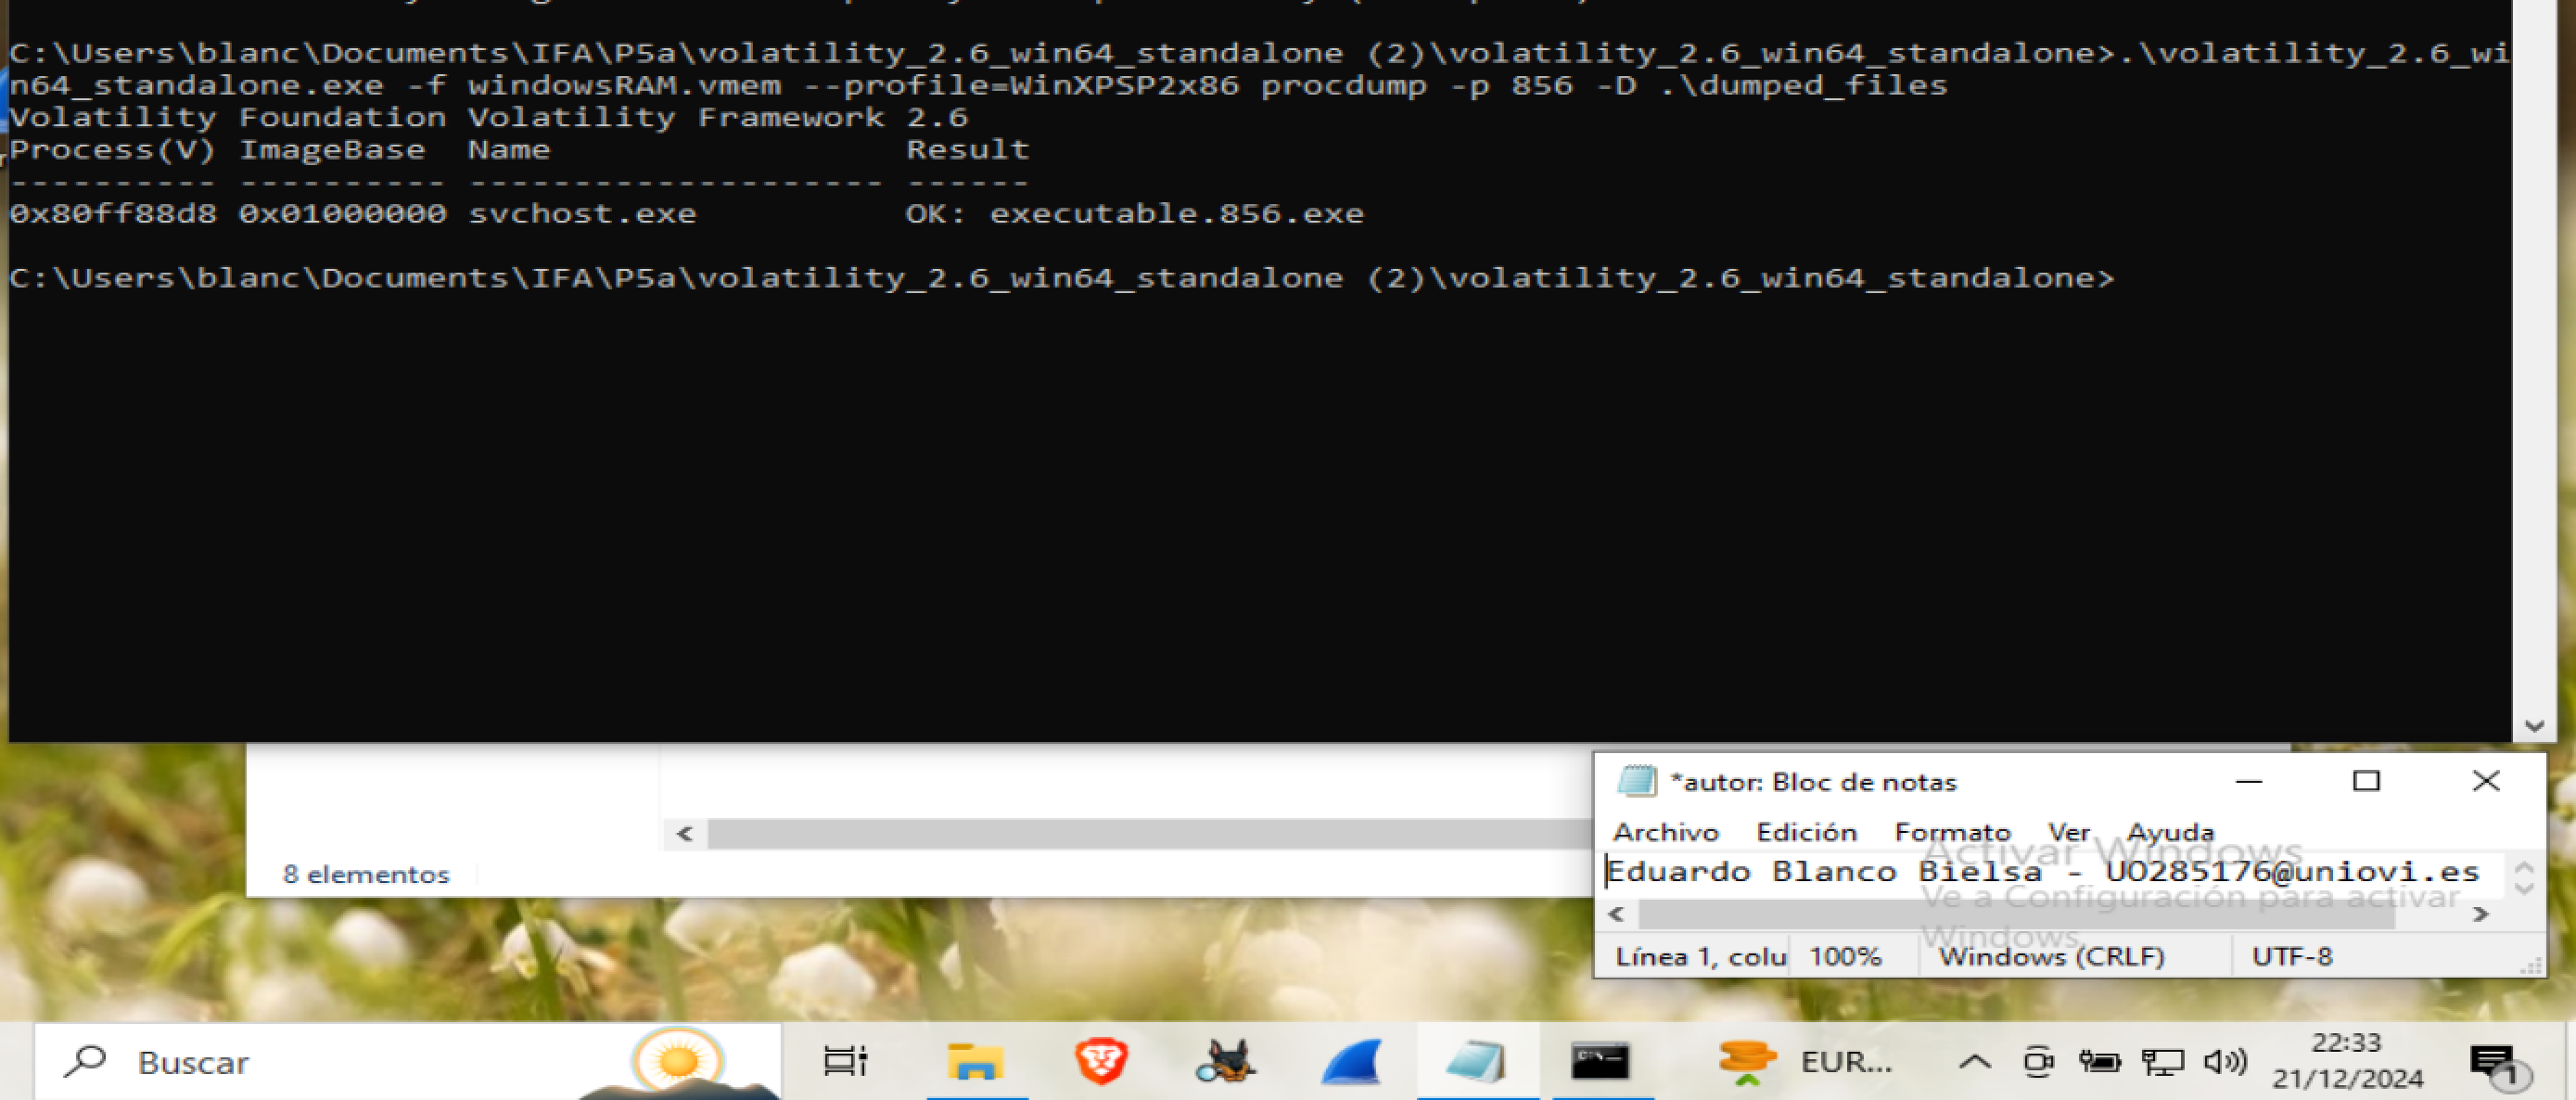 C:\Users\blanc\Documents\IFA\P5a\volatility_2.6_win64_standalone (2)\volatility_2.6_win64_standalone>.\volatility_2.6_wi
n64_standalone.exe -f windowsRAM.vmem --profile=WinXPSP2x86 procdump -p 856 -D .\dumped_files
Volatility Foundation Volatility Framework 2.6
Process(V) ImageBase  Name                 Result
---------- ---------- -------------------- ------
0x80ff88d8 0x01000000 svchost.exe          OK: executable.856.exe
C:\Users\blanc\Documents\IFA\P5a\volatility_2.6_win64_standalone (2)\volatility_2.6_win64_standalone>
8 elementos
*autor: Bloc de notas
Archivo Edición Formato Ver Ayuda
Eduardo Blanco Bielsa - UO285176@uniovi.es
Activar Windows
Ve a Configuración para activar
Windows.
Línea 1, colu 100% Windows (CRLF) UTF-8
Buscar
EUR...
22:33
21/12/2024
1